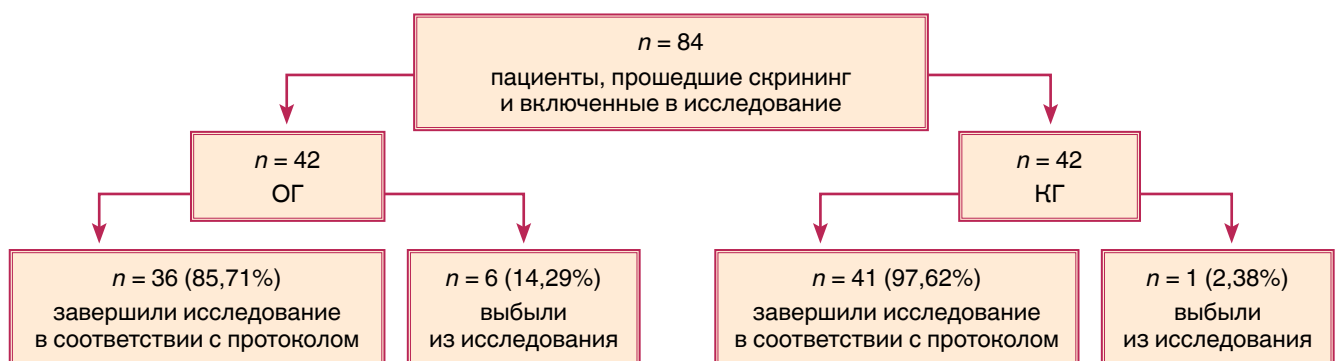 n = 84
пациенты, прошедшие скрининг
и включенные в исследование
n = 42
ОГ
n = 42
КГ
n = 36 (85,71%)
завершили исследование
в соответствии с протоколом
n = 6 (14,29%)
выбыли
из исследования
n = 41 (97,62%)
завершили исследование
в соответствии с протоколом
n = 1 (2,38%)
выбыли
из исследования